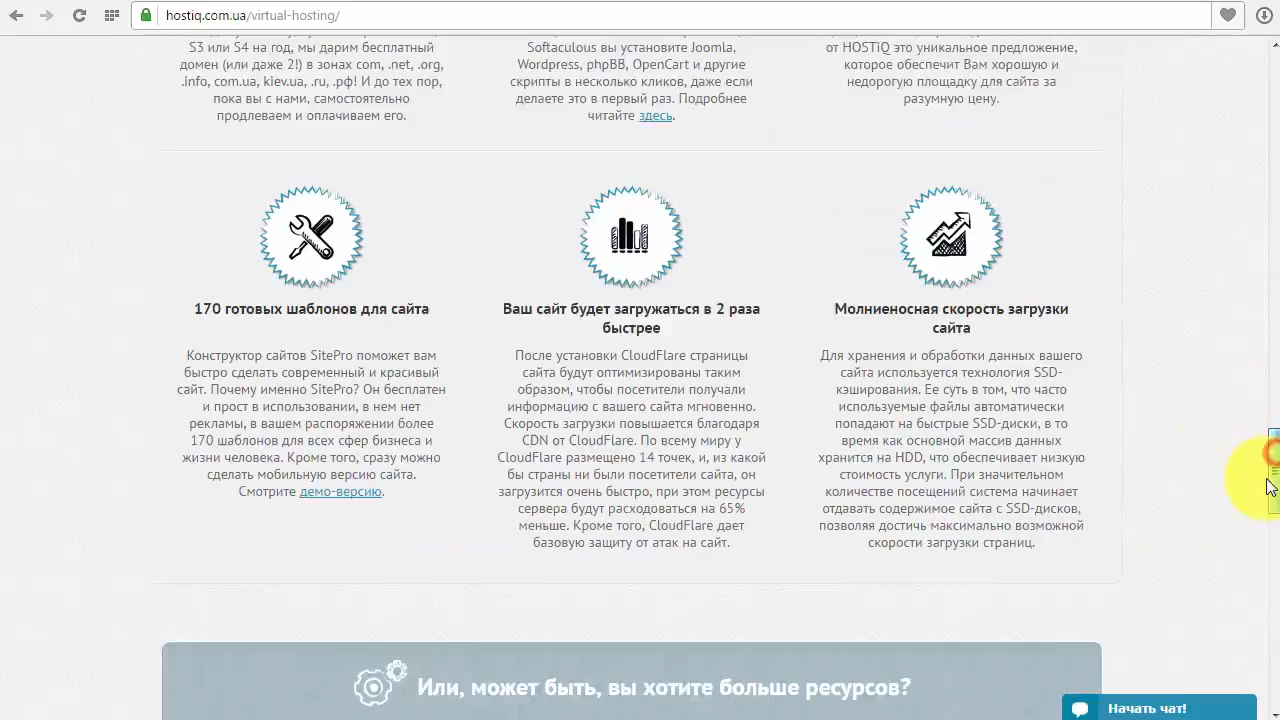 hostiq.com.ua/virtual-hosting/
S3 или S4 на год, мы дарим бесплатный
домен (или даже 2!) в зонах com, .net, .org,
.info, com.ua, kiev.ua, .ru, .рф! И до тех пор,
пока вы с нами, самостоятельно
продлеваем и оплачиваем его.
Softaculous вы установите Joomla,
Wordpress, phpBB, OpenCart и другие
скрипты в несколько кликов, даже если
делаете это в первый раз. Подробнее
читайте здесь.
от HOSTiQ это уникальное предложение,
которое обеспечит Вам хорошую и
недорогую площадку для сайта за
разумную цену.
170 готовых шаблонов для сайта
Конструктор сайтов SitePro поможет вам
быстро сделать современный и красивый
сайт. Почему именно SitePro? Он бесплатен
и прост в использовании, в нем нет
рекламы, в вашем распоряжении более
170 шаблонов для всех сфер бизнеса и
жизни человека. Кроме того, сразу можно
сделать мобильную версию сайта.
Смотрите демо-версию.
Ваш сайт будет загружаться в 2 раза
быстрее
После установки CloudFlare страницы
сайта будут оптимизированы таким
образом, чтобы посетители получали
информацию с вашего сайта мгновенно.
Скорость загрузки повышается благодаря
CDN от CloudFlare. По всему миру у
CloudFlare размещено 14 точек, и, из какой
бы страны ни были посетители сайта, он
загрузится очень быстро, при этом ресурсы
сервера будут расходоваться на 65%
меньше. Кроме того, CloudFlare дает
базовую защиту от атак на сайт.
Молниеносная скорость загрузки
сайта
Для хранения и обработки данных вашего
сайта используется технология SSD-
кэширования. Ее суть в том, что часто
используемые файлы автоматически
попадают на быстрые SSD-диски, в то
время как основной массив данных
хранится на HDD, что обеспечивает низкую
стоимость услуги. При значительном
количестве посещений система начинает
отдавать содержимое сайта с SSD-дисков,
позволяя достичь максимально возможной
скорости загрузки страниц.
Или, может быть, вы хотите больше ресурсов?
Начать чат!